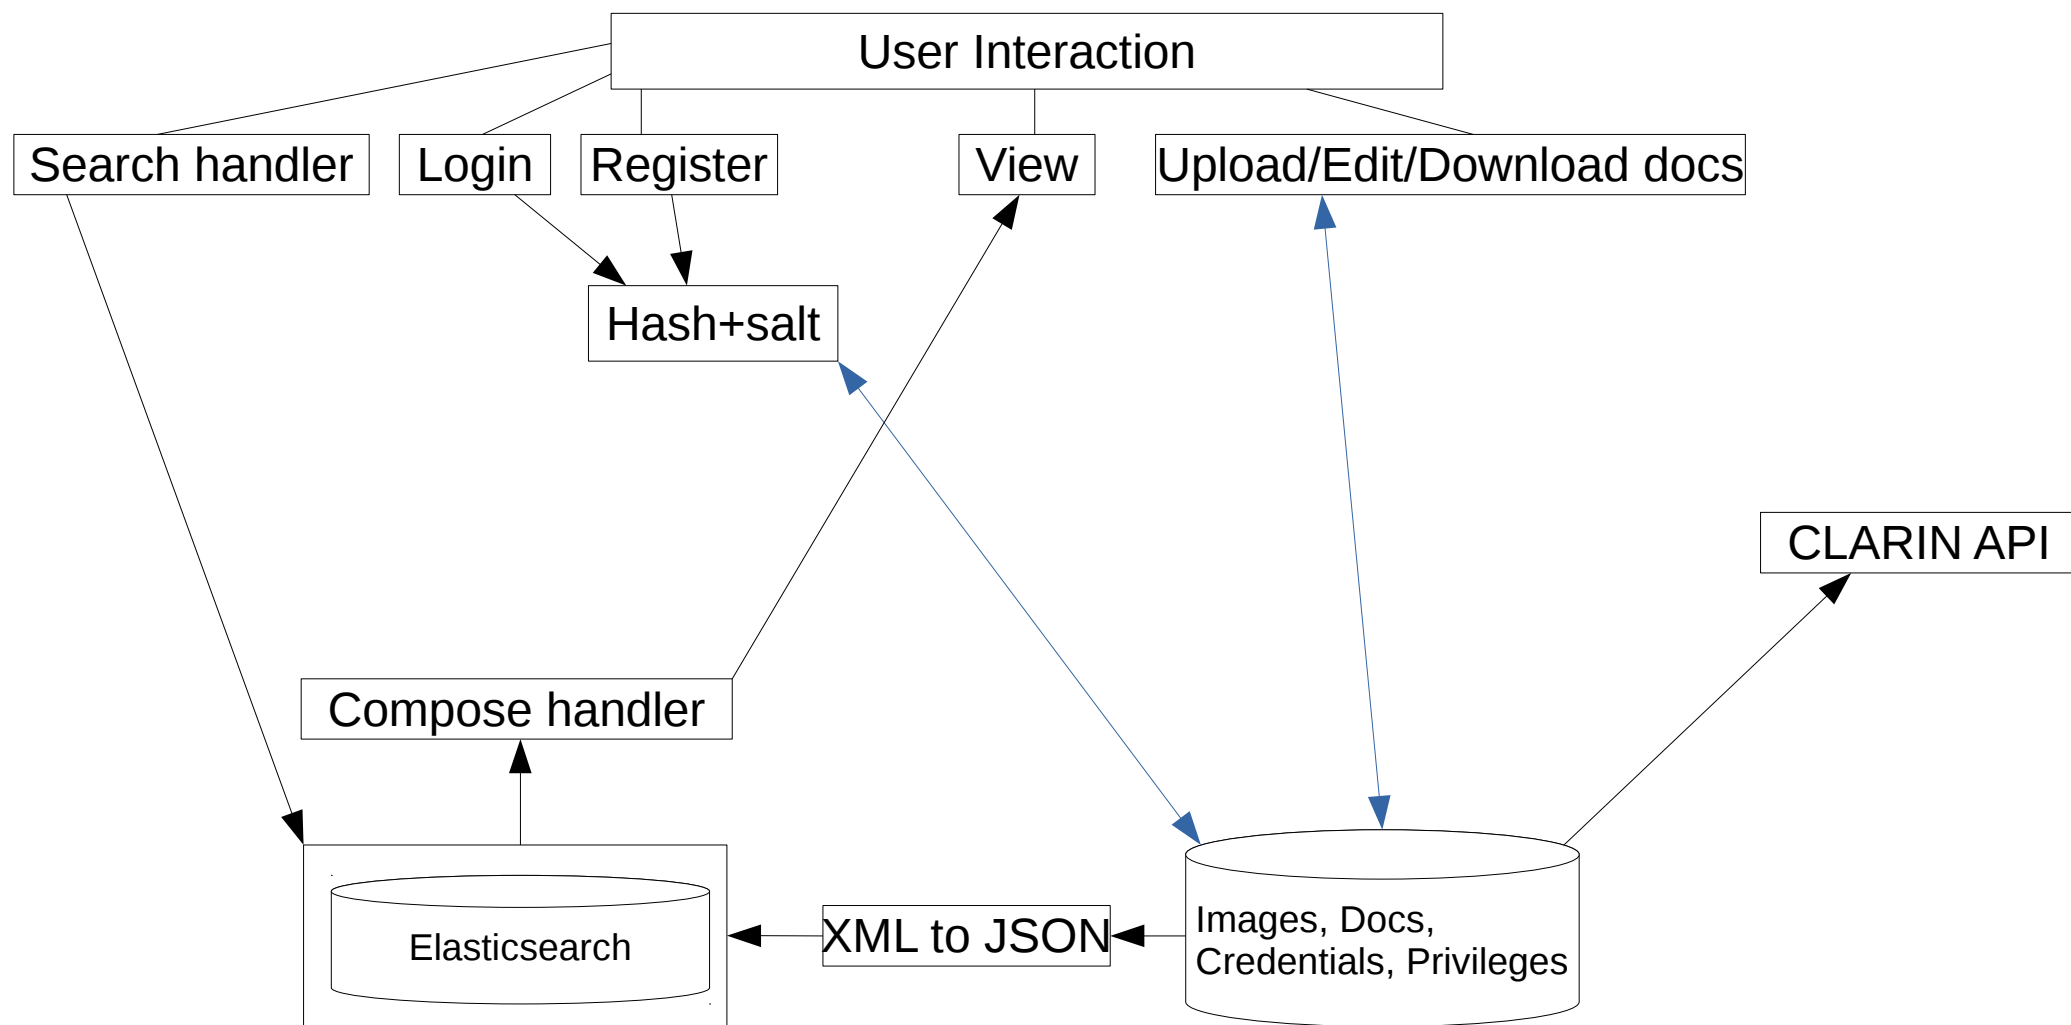 User Interaction
Search handler
Login
Register
View
Upload/Edit/Download docs
Hash+salt
CLARIN API
Compose handler
Elasticsearch
XML to JSON
Images, Docs,
Credentials, Privileges